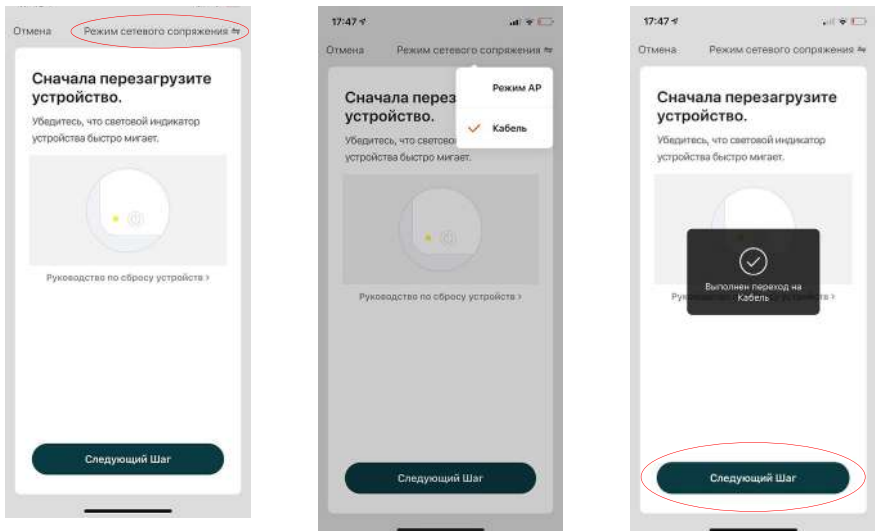 Отмена
Режим сетевого сопряжения
Сначала перезагрузите
устройство.
Убедитесь, что световой индикатор
устройства быстро мигает.
Руководство по сбросу устройств >
Следующий Шаг
17:47
Отмена
Режим сетевого сопряжения
Режим AP
Кабель
Сначала перез
устройство.
Убедитесь, что светово
устройства быстро мигает.
Руководство по сбросу устройств >
Следующий Шаг
17:47
Отмена
Режим сетевого сопряжения
Сначала перезагрузите
устройство.
Убедитесь, что световой индикатор
устройства быстро мигает.
Выполнен переход на
Кабель
Следующий Шаг